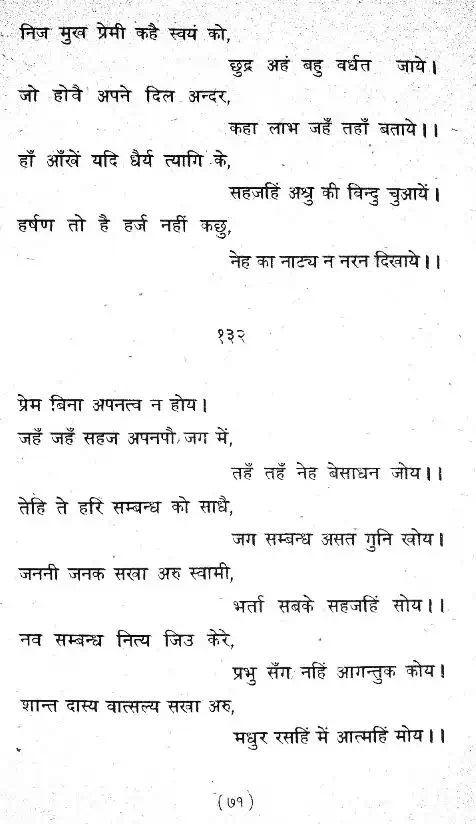 निज मुख प्रेमी कहै स्वयं को,
छुद्र अहं बहु वर्धत जाये।
जो होवै अपने दिल अन्दर,
कहा लाभ जहँ तहाँ बताये।।
हाँ आँखें यदि धैर्य त्यागि के,
सहजहिं अश्रु की विन्दु चुआयें।
हर्षण तो है हर्ज नहीं कछु,
नेह का नाट्य न नरन दिखाये।।
१३२
प्रेम बिना अपनत्व न होय।
जहँ जहँ सहज अपनपौ जग में,
तहँ तहँ नेह बेसाधन जोय।।
तेहि ते हरि सम्बन्ध को साधै,
जग सम्बन्ध असत गुनि खोय।
जननी जनक सखा अरु स्वामी,
भर्ता सबके सहजहिं सोय।।
नव सम्बन्ध नित्य जिउ केरे,
प्रभु सँग नहिं आगन्तुक कोय।
शान्त दास्य वात्सल्य सखा अरु,
मधुर रसहिं में आत्महिं मोय।।
(७१)